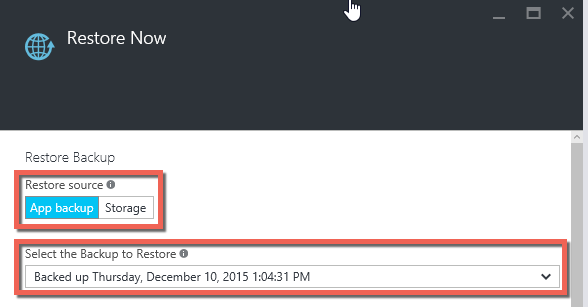 Restore Now
Restore Backup
Restore source
App backup Storage
Select the Backup to Restore
Backed up Thursday, December 10, 2015 1:04:31 PM